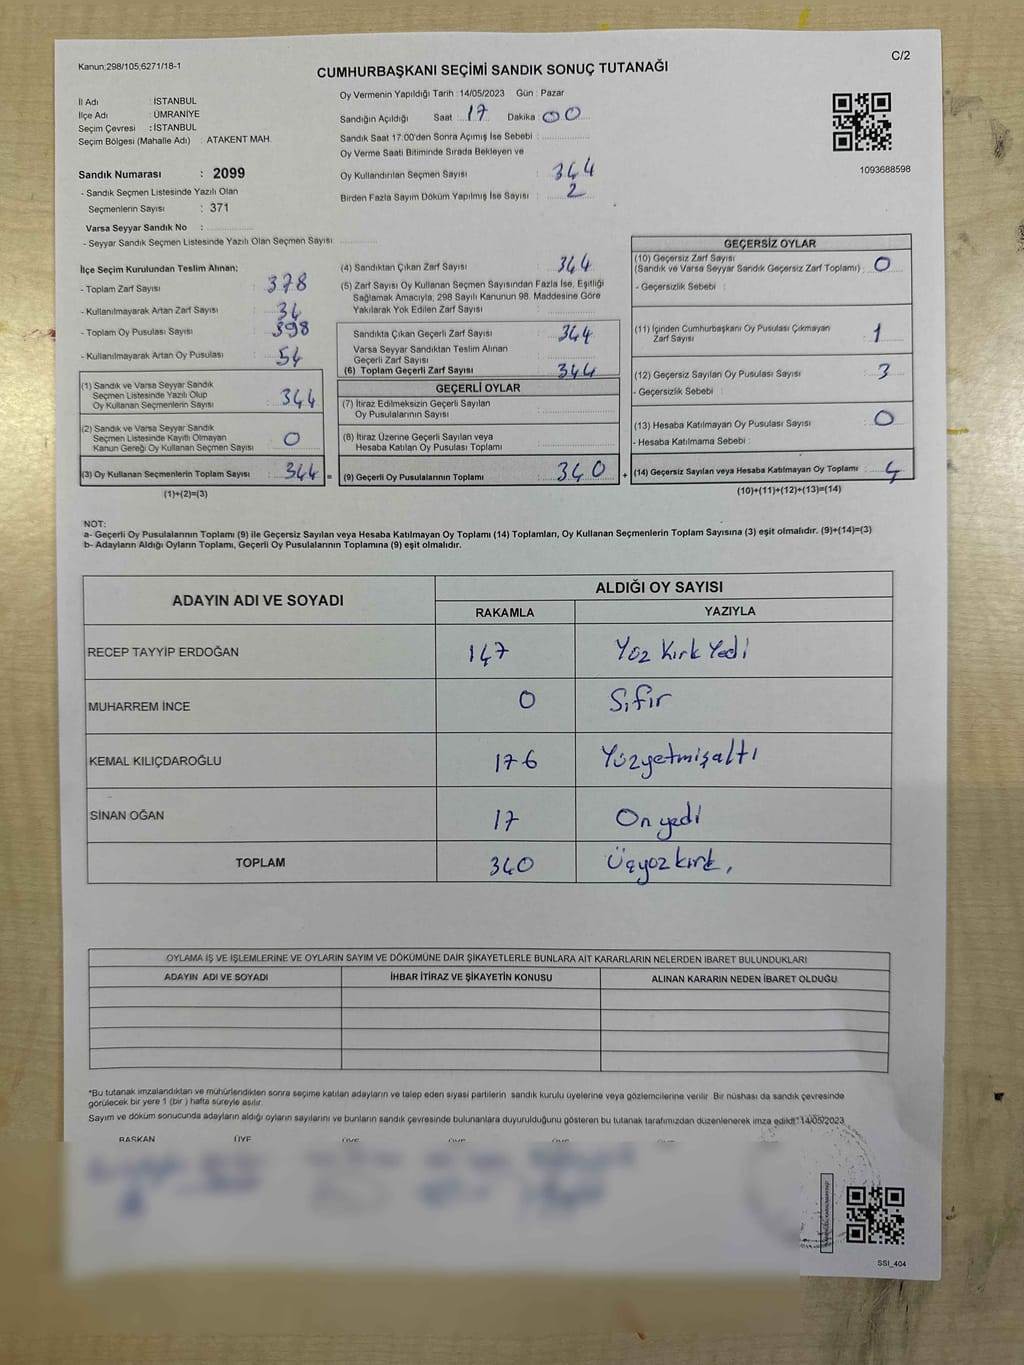 Kanun;298/105;6271/18-1
C/2
CUMHURBAŞKANI SEÇİMİ SANDIK SONUÇ TUTANAĞI
İl Adı : İSTANBUL
İlçe Adı : ÜMRANİYE
Seçim Çevresi : İSTANBUL
Seçim Bölgesi (Mahalle Adı) : ATAKENT MAH.
Sandık Numarası : 2099
- Sandık Seçmen Listesinde Yazılı Olan
Seçmenlerin Sayısı : 371
Varsa Seyyar Sandık No :
- Seyyar Sandık Seçmen Listesinde Yazılı Olan Seçmen Sayısı
Oy Vermenin Yapıldığı Tarih : 14/05/2023 Gün : Pazar
Sandığın Açıldığı Saat : 17 Dakika : 00
Sandık Saat 17:00'den Sonra Açmış İse Sebebi :
Oy Verme Saati Bitiminde Sırada Bekleyen ve
Oy Kullandırılan Seçmen Sayısı : 344
Birden Fazla Sayım Döküm Yapılmış İse Sayısı : 2
1093688598
İlçe Seçim Kurulundan Teslim Alınan;
- Toplam Zarf Sayısı : 378
- Kullanılmayarak Artan Zarf Sayısı : 34
- Toplam Oy Pusulası Sayısı : 398
- Kullanılmayarak Artan Oy Pusulası : 54
(1) Sandık ve Varsa Seyyar Sandık
Seçmen Listesinde Yazılı Olup
Oy Kullanan Seçmenlerin Sayısı : 344
(2) Sandık ve Varsa Seyyar Sandık
Seçmen Listesinde Kayıtlı Olmayan
Kanun Gereği Oy Kullanan Seçmen Sayısı : 0
(3) Oy Kullanan Seçmenlerin Toplam Sayısı : 344 =
(1)+(2)=(3)
(4) Sandıktan Çıkan Zarf Sayısı : 344
(5) Zarf Sayısı Oy Kullanan Seçmen Sayısından Fazla İse, Eşitliği
Sağlamak Amacıyla, 298 Sayılı Kanunun 98. Maddesine Göre
Yakılarak Yok Edilen Zarf Sayısı :
Sandıkta Çıkan Geçerli Zarf Sayısı : 344
Varsa Seyyar Sandıktan Teslim Alınan
Geçerli Zarf Sayısı :
(6) Toplam Geçerli Zarf Sayısı : 344
GEÇERLİ OYLAR
(7) İtiraz Edilmeksizin Geçerli Sayılan
Oy Pusulalarının Sayısı :
(8) İtiraz Üzerine Geçerli Sayılan veya
Hesaba Katılan Oy Pusulası Toplamı :
(9) Geçerli Oy Pusulalarının Toplamı : 340 +
GEÇERSİZ OYLAR
(10) Geçersiz Zarf Sayısı
(Sandık ve Varsa Seyyar Sandık Geçersiz Zarf Toplamı) : 0
- Geçersizlik Sebebi :
(11) İçinden Cumhurbaşkanı Oy Pusulası Çıkmayan
Zarf Sayısı : 1
(12) Geçersiz Sayılan Oy Pusulası Sayısı : 3
- Geçersizlik Sebebi :
(13) Hesaba Katılmayan Oy Pusulası Sayısı : 0
- Hesaba Katılmama Sebebi :
(14) Geçersiz Sayılan veya Hesaba Katılmayan Oy Toplamı : 4
(10)+(11)+(12)+(13)=(14)
NOT:
a- Geçerli Oy Pusulalarının Toplamı (9) ile Geçersiz Sayılan veya Hesaba Katılmayan Oy Toplamı (14) Toplamları, Oy Kullanan Seçmenlerin Toplam Sayısına (3) eşit olmalıdır. (9)+(14)=(3)
b- Adayların Aldığı Oyların Toplamı, Geçerli Oy Pusulalarının Toplamına (9) eşit olmalıdır.
ADAYIN ADI VE SOYADI ALDIĞI OY SAYISI
RAKAMLA YAZIYLA
RECEP TAYYİP ERDOĞAN 147 Yüz Kırk Yedi
MUHARREM İNCE 0 Sıfır
KEMAL KILIÇDAROĞLU 176 Yüzyetmişaltı
SİNAN OĞAN 17 On yedi
TOPLAM 340 Üçyüz kırk.
OYLAMA İŞ VE İŞLEMLERİNE VE OYLARIN SAYIM VE DÖKÜMÜNE DAİR ŞİKAYETLERLE BUNLARA AİT KARARLARIN NELERDEN İBARET BULUNDUKLARI
ADAYIN ADI VE SOYADI İHBAR İTİRAZ VE ŞİKAYETİN KONUSU ALINAN KARARIN NEDEN İBARET OLDUĞU
*Bu tutanak imzalandıktan ve mühürlendikten sonra seçime katılan adayların ve talep eden siyasi partilerin sandık kurulu üyelerine veya gözlemcilerine verilir. Bir nüshası da sandık çevresinde
görülecek bir yere 1 (bir ) hafta süreyle asılır.
Sayım ve döküm sonucunda adayların aldığı oyların sayılarını ve bunların sandık çevresinde bulunanlara duyurulduğunu gösteren bu tutanak tarafımızdan düzenlenerek imza edildi. 14/05/2023
BAŞKAN ÜYE ÜYE ÜYE ÜYE
SSI_404